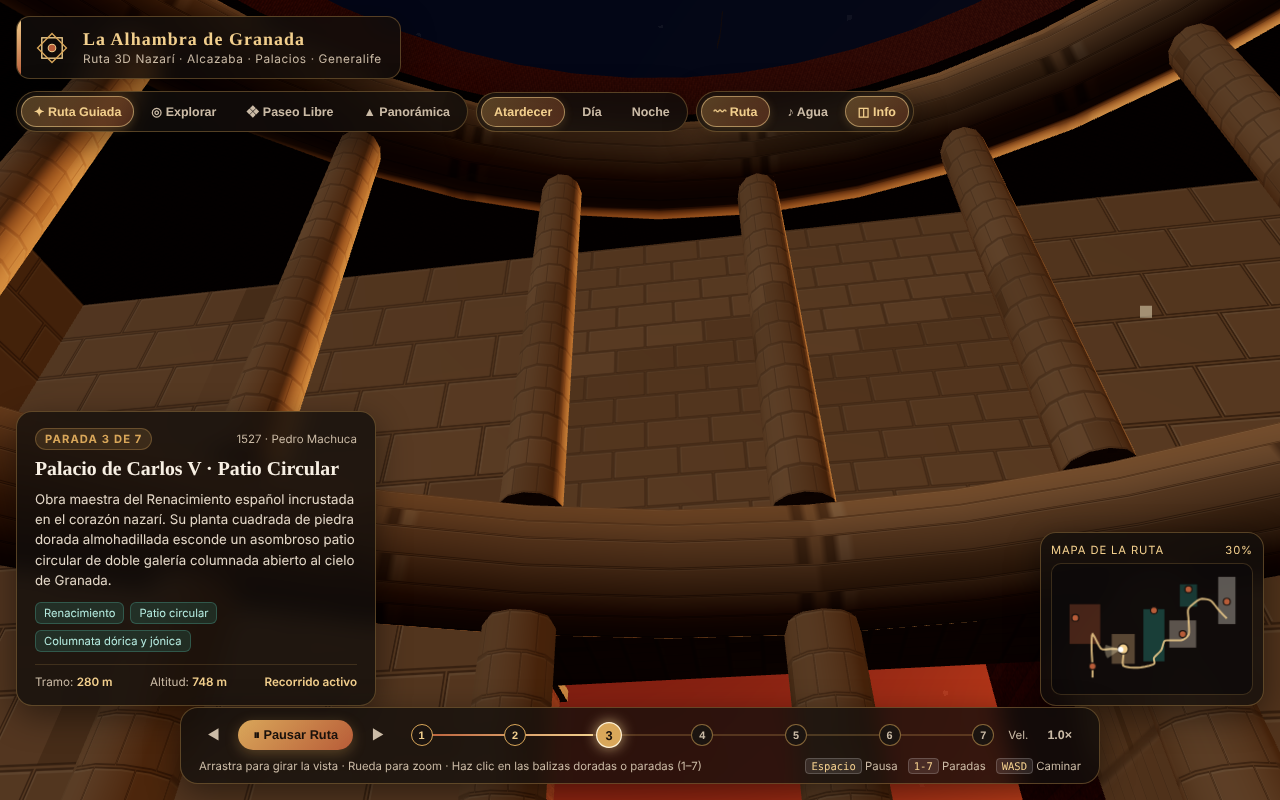 La Alhambra de Granada
Ruta 3D Nazarí · Alcazaba · Palacios · Generalife
✦ Ruta Guiada ◎ Explorar ❖ Paseo Libre ▲ Panorámica Atardecer Día Noche 〰 Ruta ♪ Agua ◫ Info
PARADA 3 DE 7 1527 · Pedro Machuca
Palacio de Carlos V · Patio Circular
Obra maestra del Renacimiento español incrustada
en el corazón nazarí. Su planta cuadrada de piedra
dorada almohadillada esconde un asombroso patio
circular de doble galería columnada abierto al cielo
de Granada.
Renacimiento Patio circular
Columnata dórica y jónica
Tramo: 280 m Altitud: 748 m Recorrido activo
MAPA DE LA RUTA 30%
◀ ⏸ Pausar Ruta ▶ 1 2 3 4 5 6 7 Vel. 1.0×
Arrastra para girar la vista · Rueda para zoom · Haz clic en las balizas doradas o paradas (1–7) Espacio Pausa 1-7 Paradas WASD Caminar